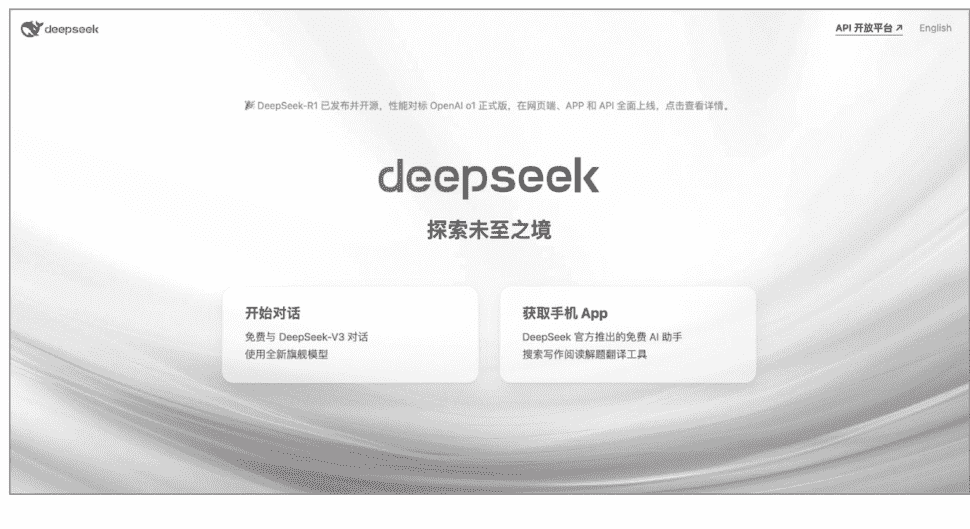 deepseek
API 开放平台 ↗
English
🎉 DeepSeek-R1 已发布并开源，性能对标 OpenAI o1 正式版，在网页端、APP 和 API 全面上线，点击查看详情。
deepseek
探索未至之境
开始对话
免费与 DeepSeek-V3 对话
使用全新旗舰模型
获取手机 App
DeepSeek 官方推出的免费 AI 助手
搜索写作阅读解题翻译工具